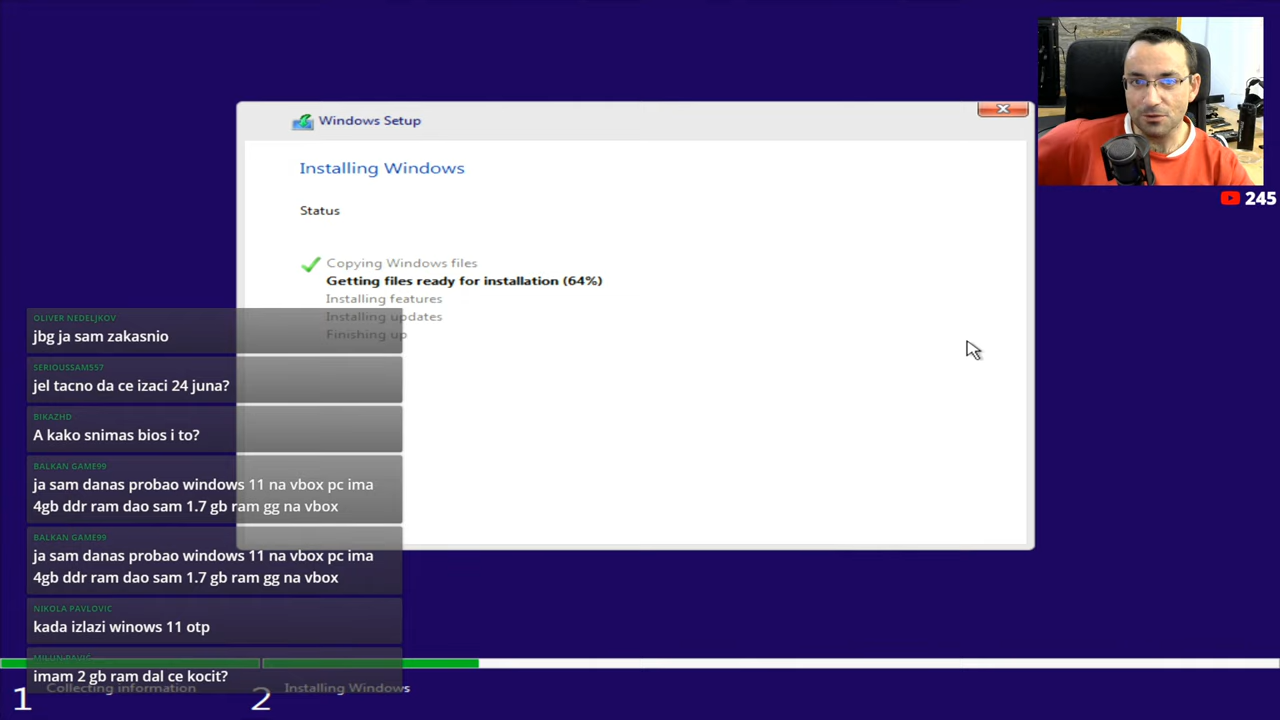 Windows Setup
Installing Windows
Status
Copying Windows files
Getting files ready for installation (64%)
Installing features
Installing updates
Finishing up
245
OLIVER NEDELJKOV
jbg ja sam zakasnio
SERIOUSSAM557
jel tacno da ce izaci 24 juna?
BIKAZHD
A kako snimas bios i to?
BALKAN GAME99
ja sam danas probao windows 11 na vbox pc ima
4gb ddr ram dao sam 1.7 gb ram gg na vbox
BALKAN GAME99
ja sam danas probao windows 11 na vbox pc ima
4gb ddr ram dao sam 1.7 gb ram gg na vbox
NIKOLA PAVLOVIC
kada izlazi winows 11 otp
imam 2 gb ram dal ce kocit?
1 Collecting information
2 Installing Windows